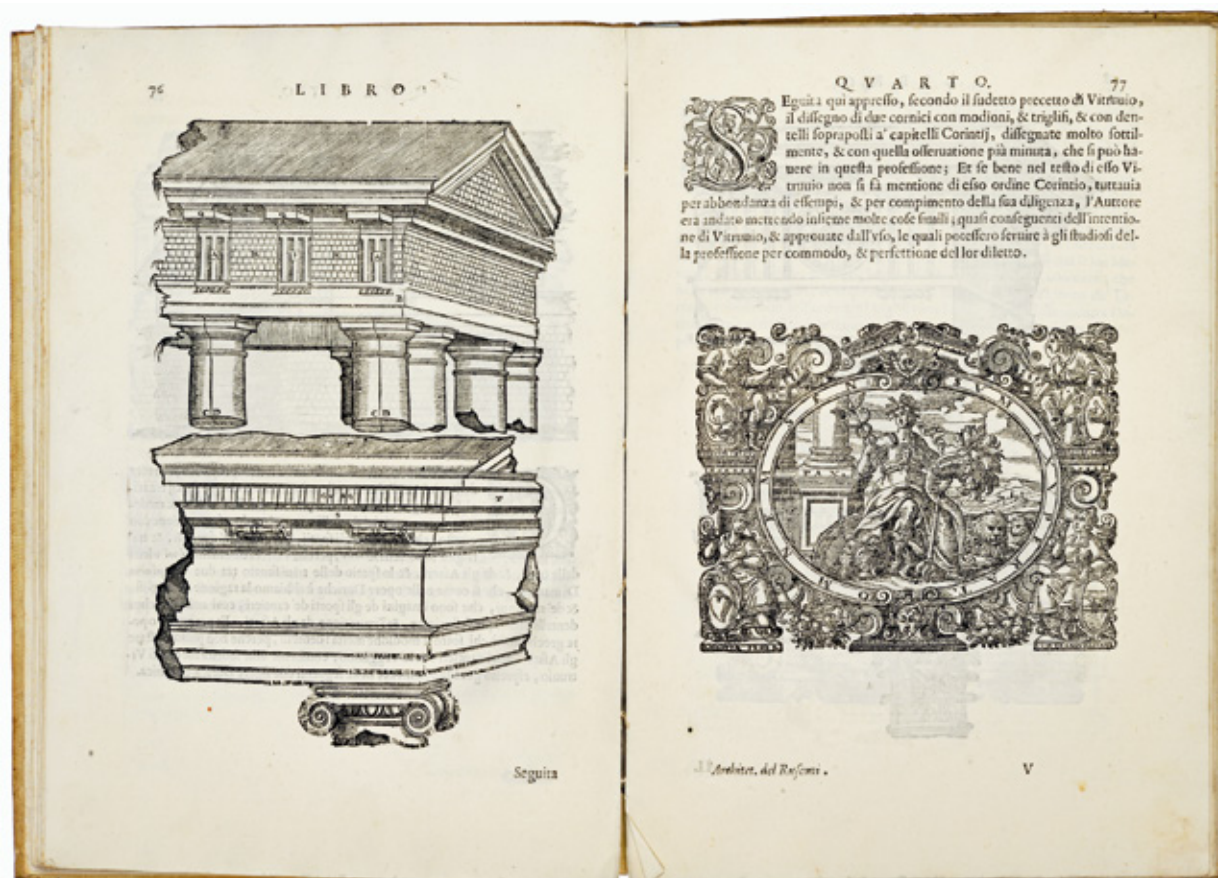 76
LIBRO
Seguita
QVARTO.
77
SEguita qui appresso, secondo il sudetto precetto di Vitruuio,
il dissegno di due cornici con modioni, & triglifi, & con den-
telli sopraposti a' capitelli Corintij, dissegnate molto sottil-
mente, & con quella osseruatione più minuta, che si può ha-
uere in questa professione; Et se bene nel testo di esso Vi-
truuio non si fà mentione di esso ordine Corintio, tuttauia
per abbondanza di essempi, & per compimento della sua diligenza, l'Auttore
era andato mettendo insieme molte cose simili; quasi conseguenti dell'intentio-
ne di Vitruuio, & approuate dall'vso, le quali potessero seruire à gli studiosi del-
la professione per commodo, & perfettione del lor diletto.
Architet. del Rusconi.
V